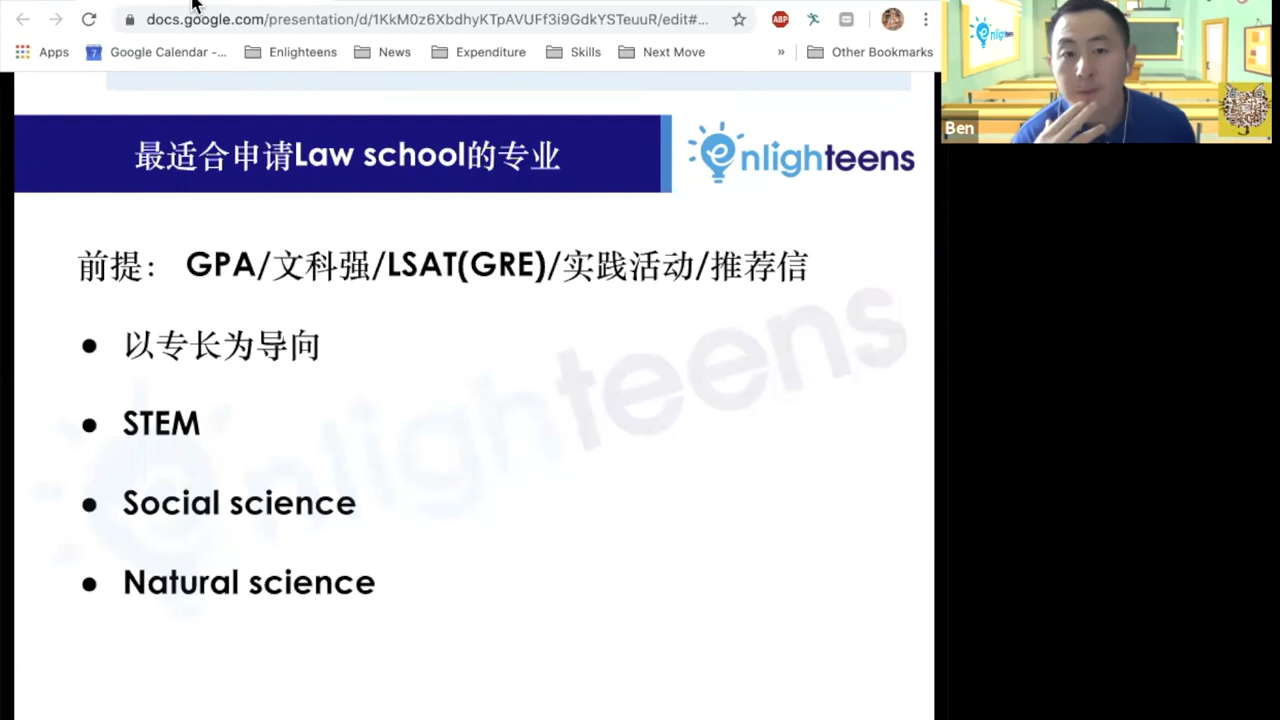 docs.google.com/presentation/d/1KkM0z6XbdhyKTpAVUFf3i9GdkYSTeuuR/edit#...
ABP
Apps
7
Google Calendar -...
Enlighteens
News
Expenditure
Skills
Next Move
»
Other Bookmarks
最适合申请Law school的专业
enlighteens
前提： GPA/文科强/LSAT(GRE)/实践活动/推荐信
● 以专长为导向
● STEM
● Social science
● Natural science
enlighteens
enlighteens
Ben